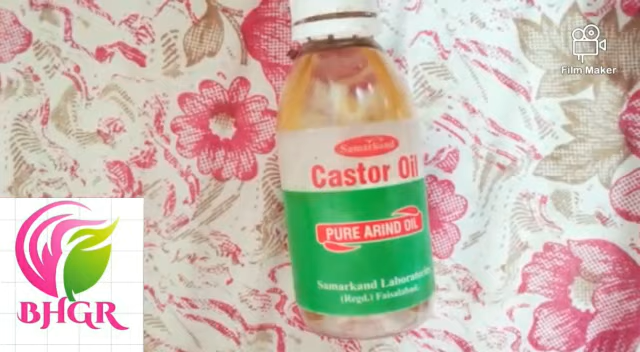 Film Maker
Samarkand
Castor Oil
PURE ARIND OIL
Samarkand Laboratories
(Regd.) Faisalabad.
BHGR